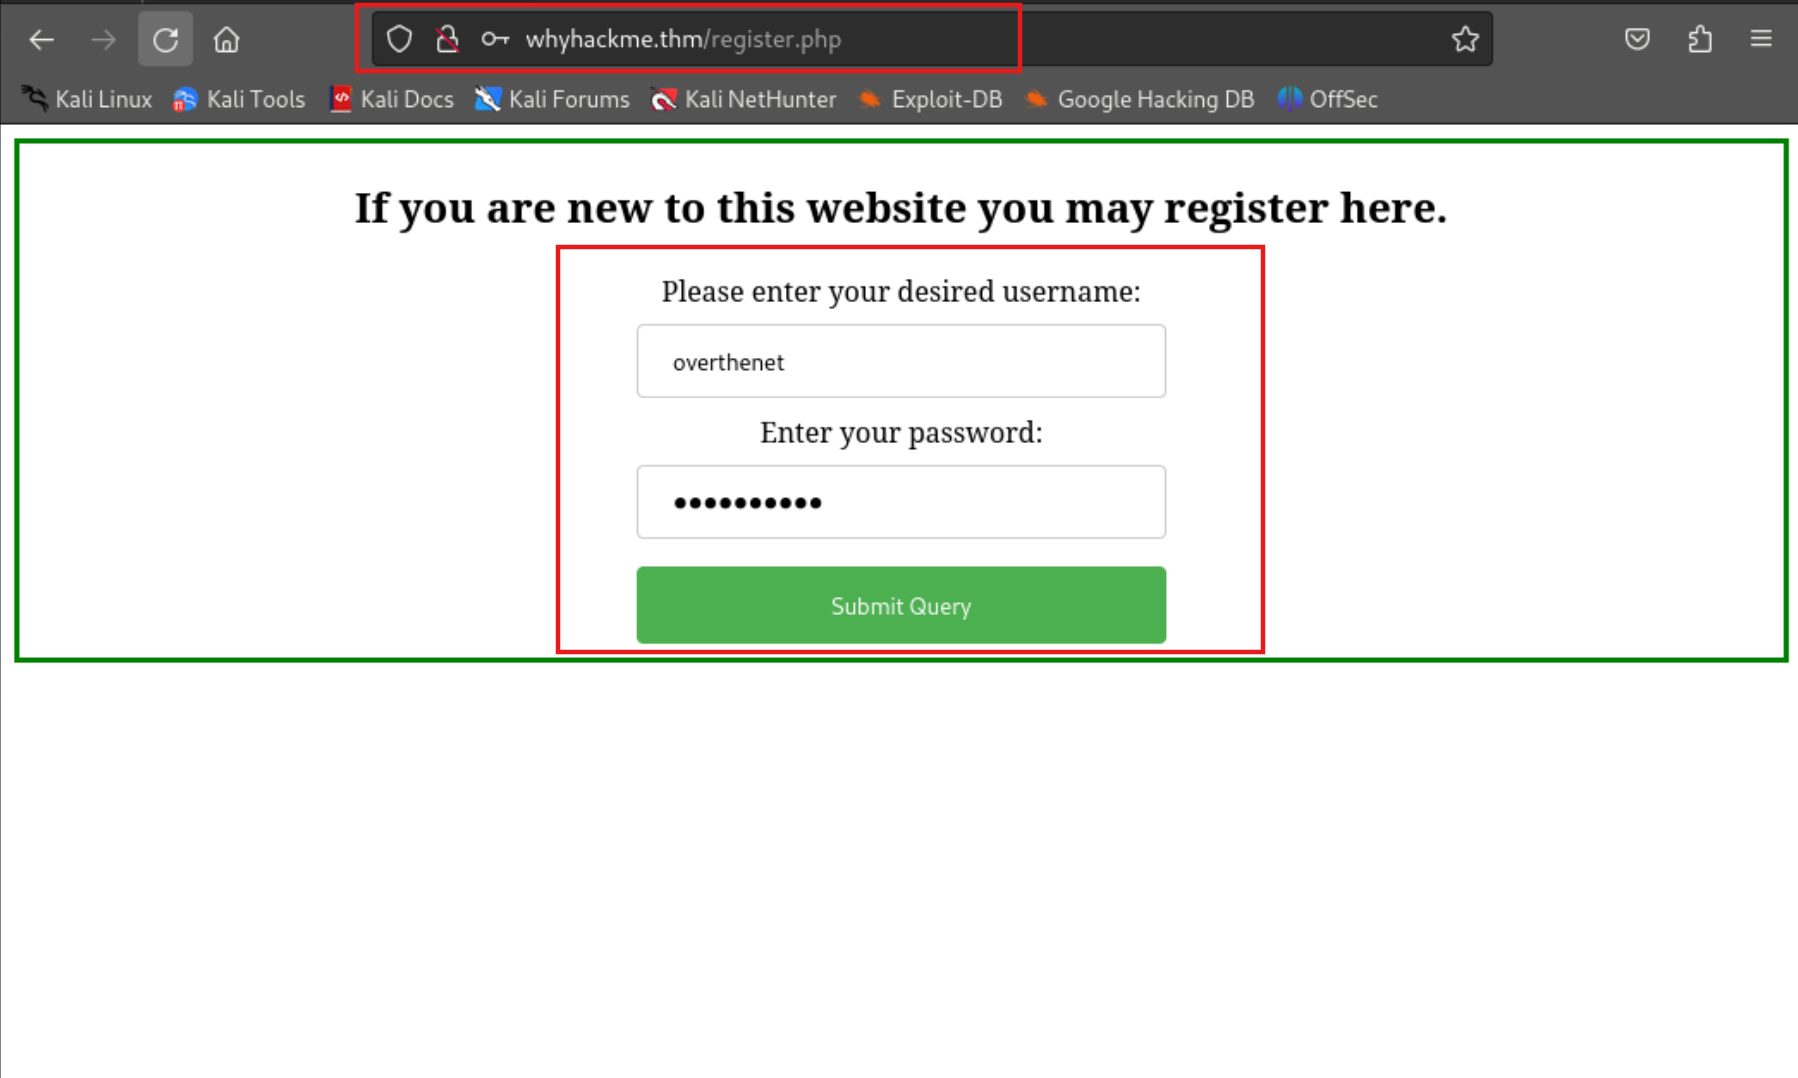 whyhackme.thm/register.php
Kali Linux Kali Tools Kali Docs Kali Forums Kali NetHunter Exploit-DB Google Hacking DB OffSec
If you are new to this website you may register here.
Please enter your desired username:
overthenet
Enter your password:
••••••••••
Submit Query